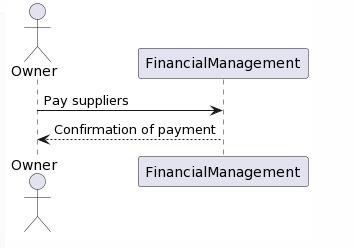 Owner
FinancialManagement
Pay suppliers
Confirmation of payment
Owner
FinancialManagement